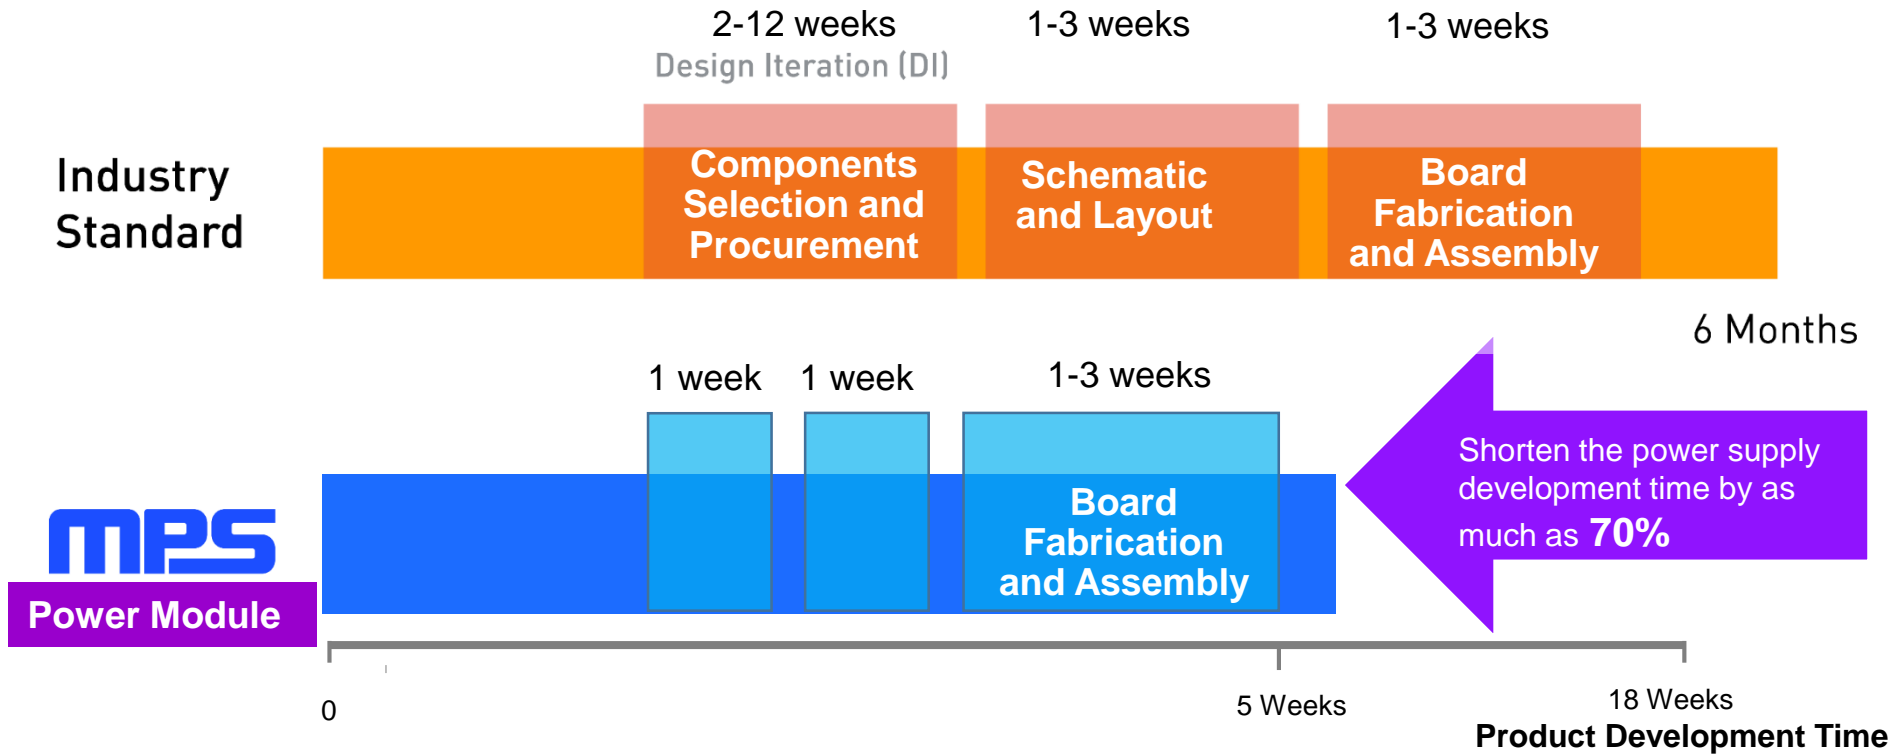 2-12 weeks
1-3 weeks
1-3 weeks
Design Iteration (DI)
Industry
Standard
Components
Selection and
Procurement
Schematic
and Layout
Board
Fabrication
and Assembly
6 Months
1 week
1 week
1-3 weeks
Board
Fabrication
and Assembly
Shorten the power supply
development time by as
much as 70%
mps
Power Module
0
5 Weeks
18 Weeks
Product Development Time